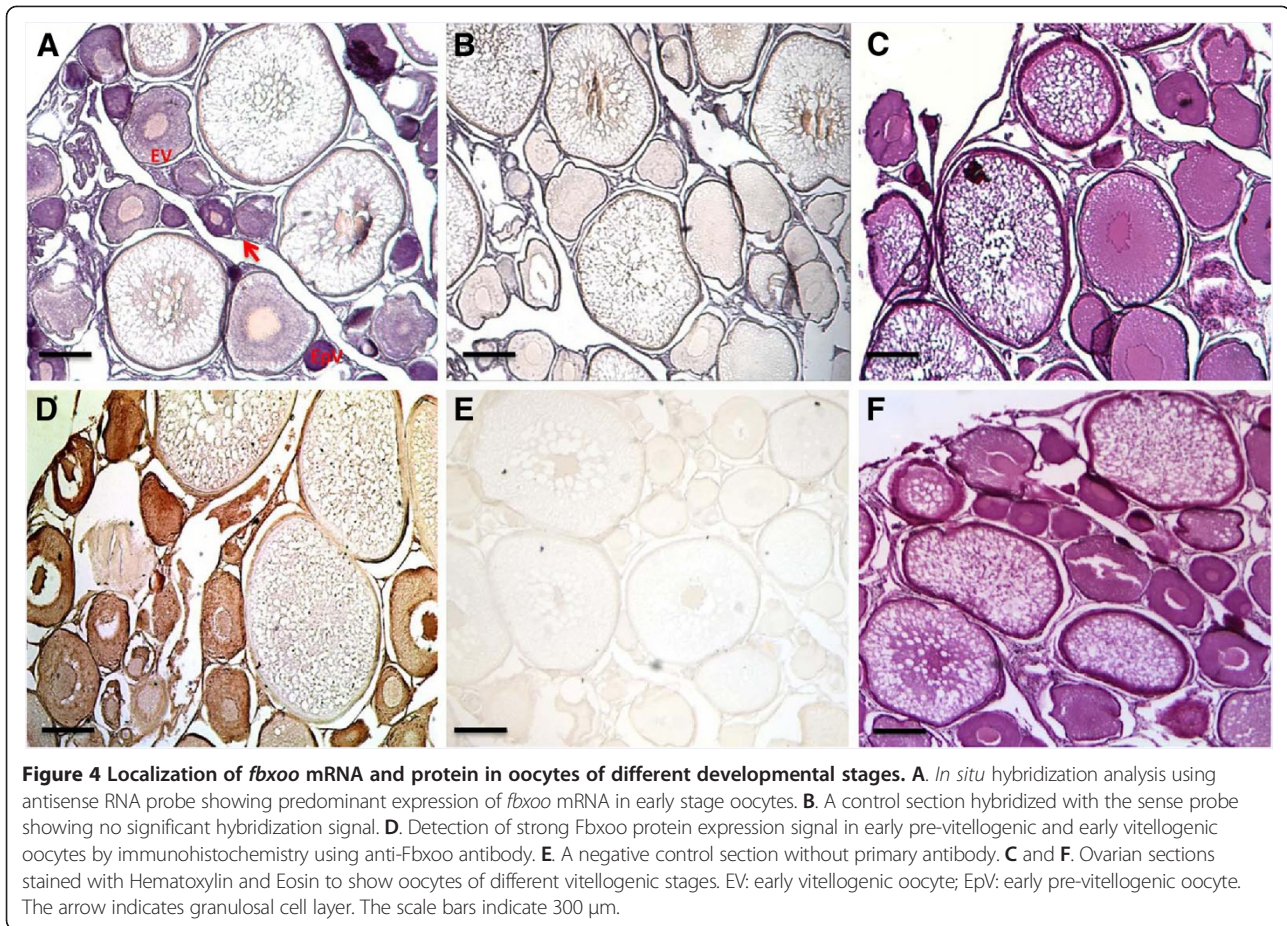 A
B
C
EV
EpV
D
E
F
Figure 4 Localization of fbxoo mRNA and protein in oocytes of different developmental stages. A. In situ hybridization analysis using
antisense RNA probe showing predominant expression of fbxoo mRNA in early stage oocytes. B. A control section hybridized with the sense probe
showing no significant hybridization signal. D. Detection of strong Fbxoo protein expression signal in early pre-vitellogenic and early vitellogenic
oocytes by immunohistochemistry using anti-Fbxoo antibody. E. A negative control section without primary antibody. C and F. Ovarian sections
stained with Hematoxylin and Eosin to show oocytes of different vitellogenic stages. EV: early vitellogenic oocyte; EpV: early pre-vitellogenic oocyte.
The arrow indicates granulosal cell layer. The scale bars indicate 300 μm.